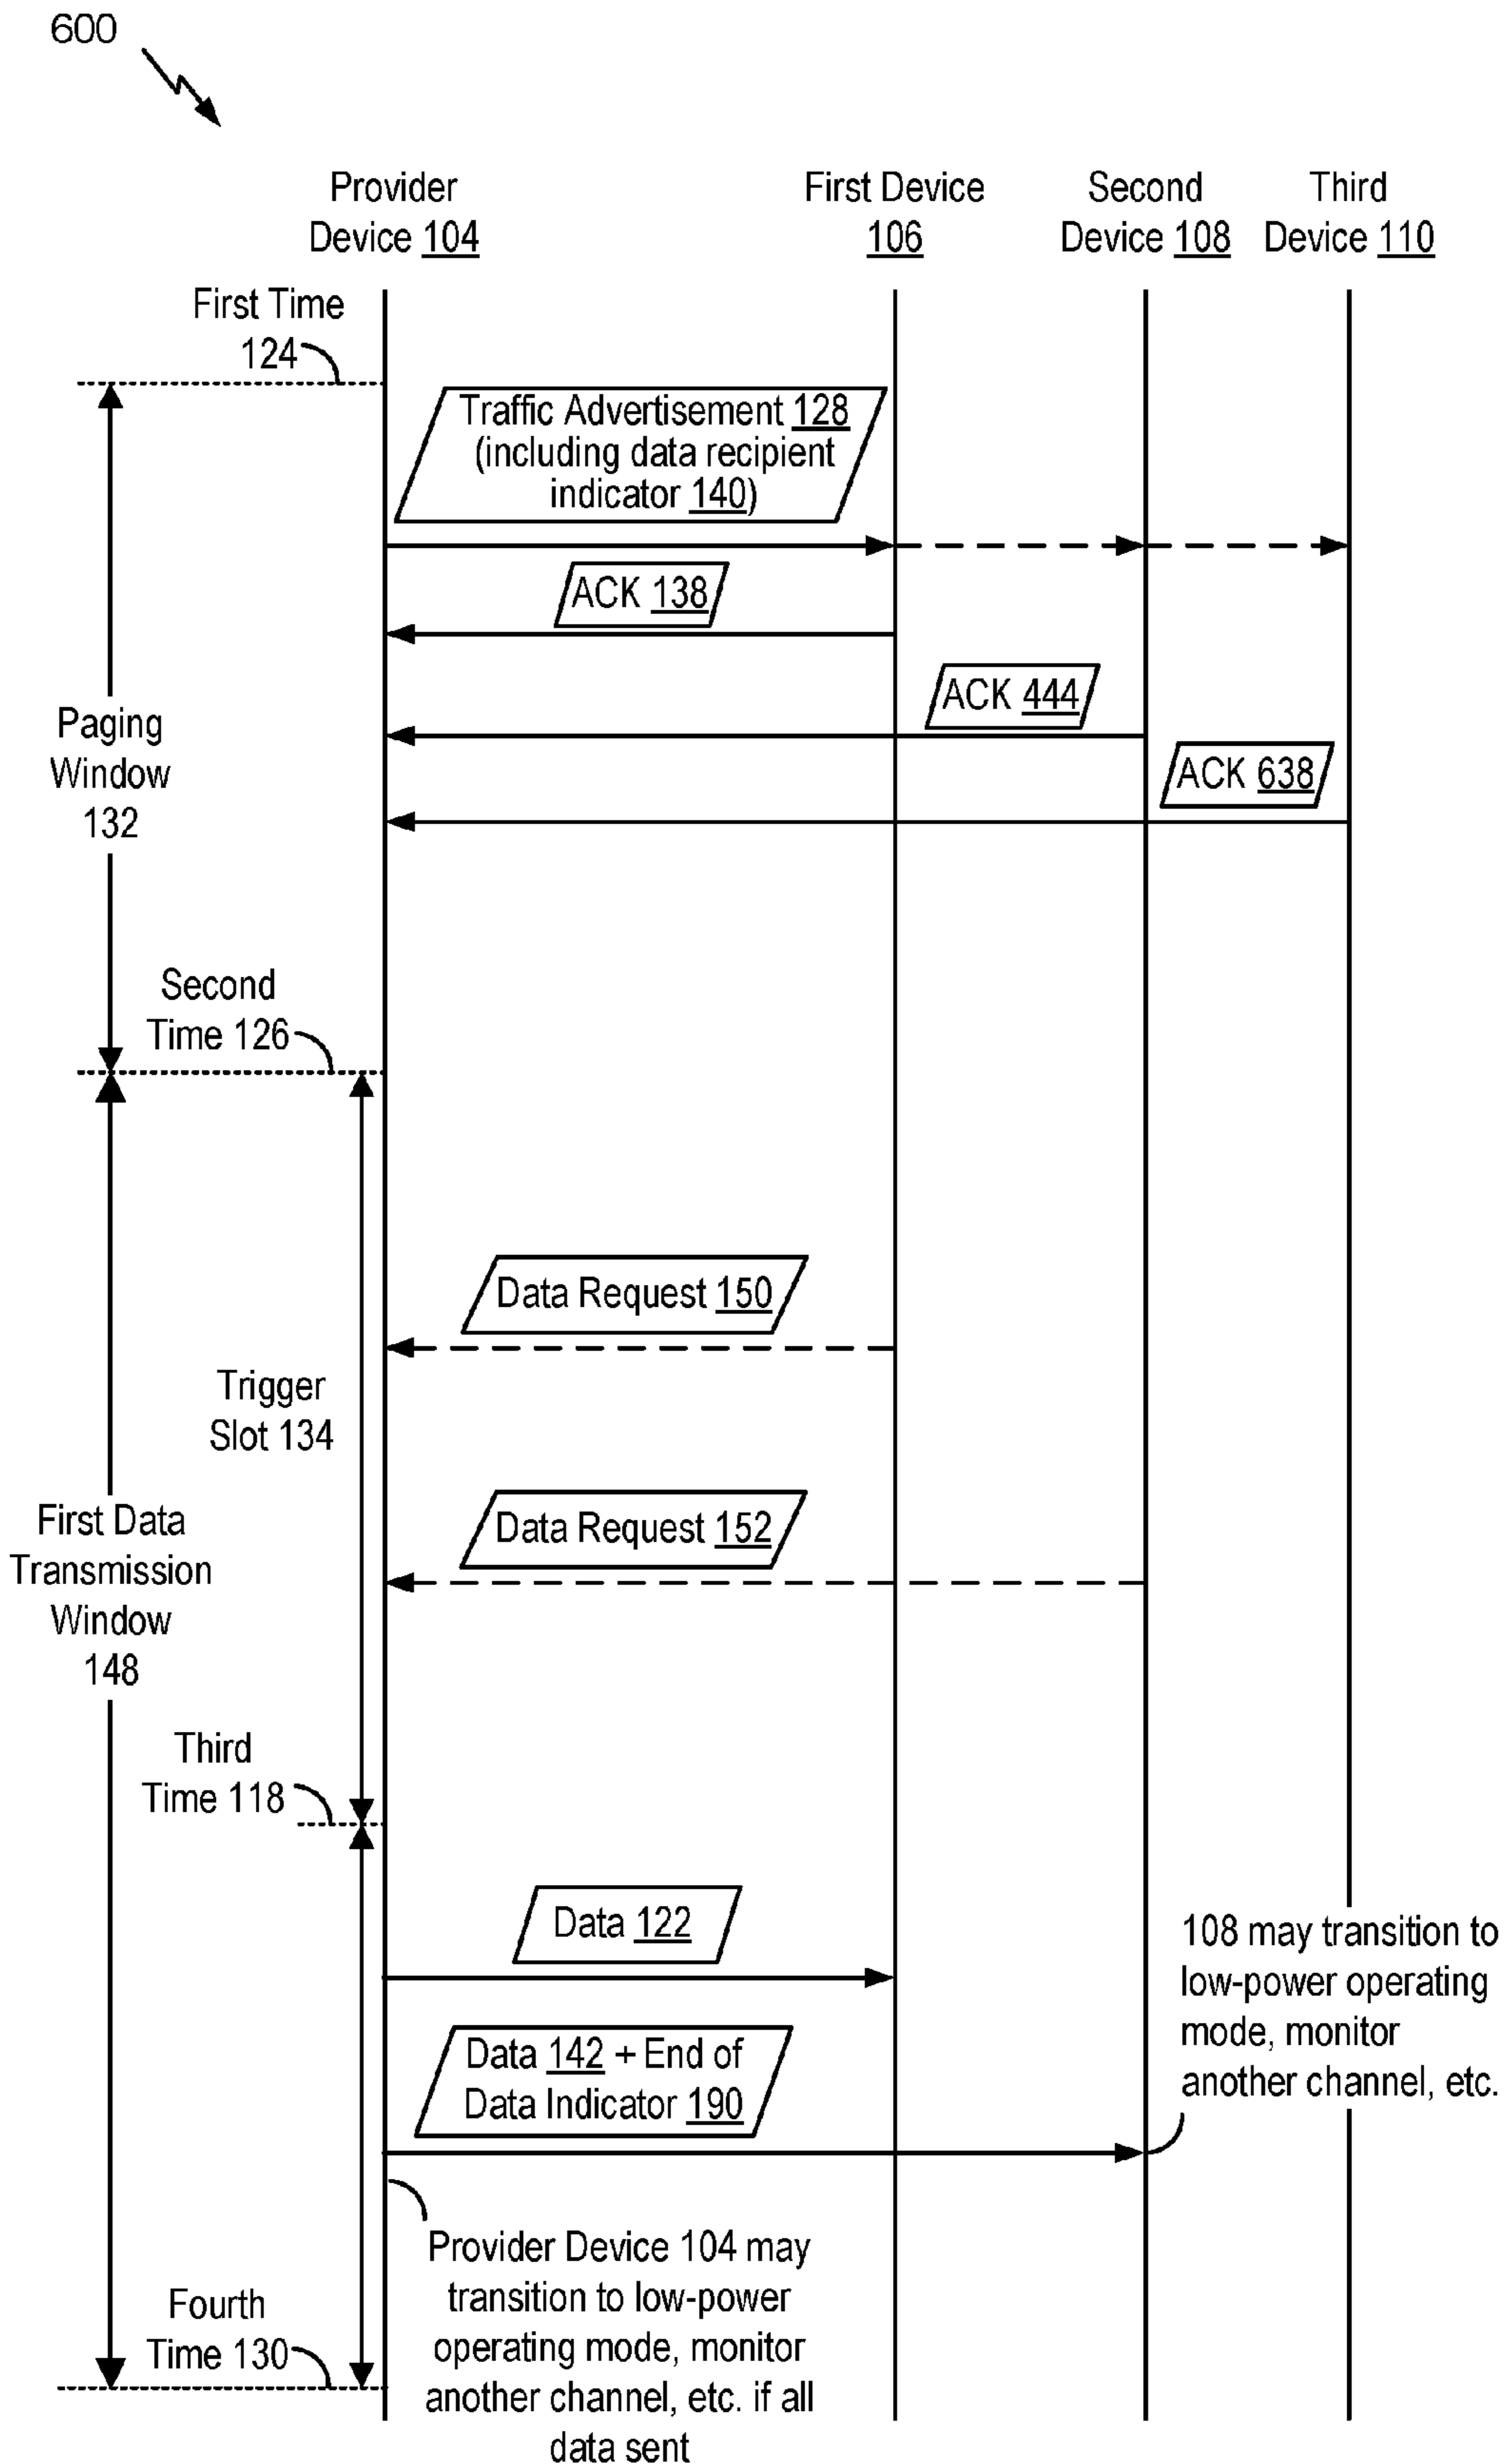 600
Provider
Device 104
First Device
106
Second
Device 108
Third
Device 110
First Time
124
Traffic Advertisement 128
(including data recipient
indicator 140)
ACK 138
ACK 444
ACK 638
Paging
Window
132
Second
Time 126
Data Request 150
Trigger
Slot 134
Data Request 152
First Data
Transmission
Window
148
Third
Time 118
Data 122
108 may transition to
low-power operating
mode, monitor
another channel, etc.
Data 142 + End of
Data Indicator 190
Provider Device 104 may
transition to low-power
operating mode, monitor
another channel, etc. if all
data sent
Fourth
Time 130